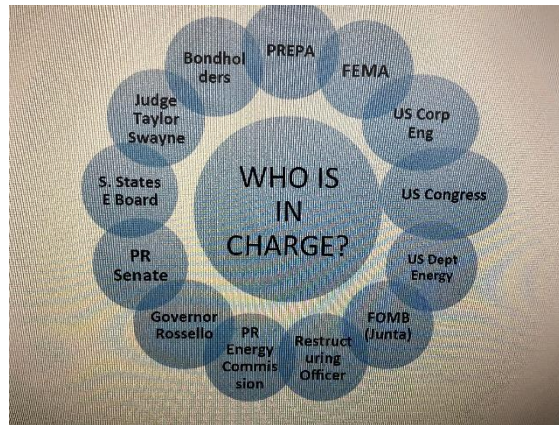 WHO IS
IN
CHARGE?
PREPA
FEMA
US Corp
Eng
US Congress
US Dept
Energy
FOMB
(Junta)
Restruct
uring
Officer
PR
Energy
Commis
sion
Governor
Rossello
PR
Senate
S. States
E Board
Judge
Taylor
Swayne
Bondhol
ders